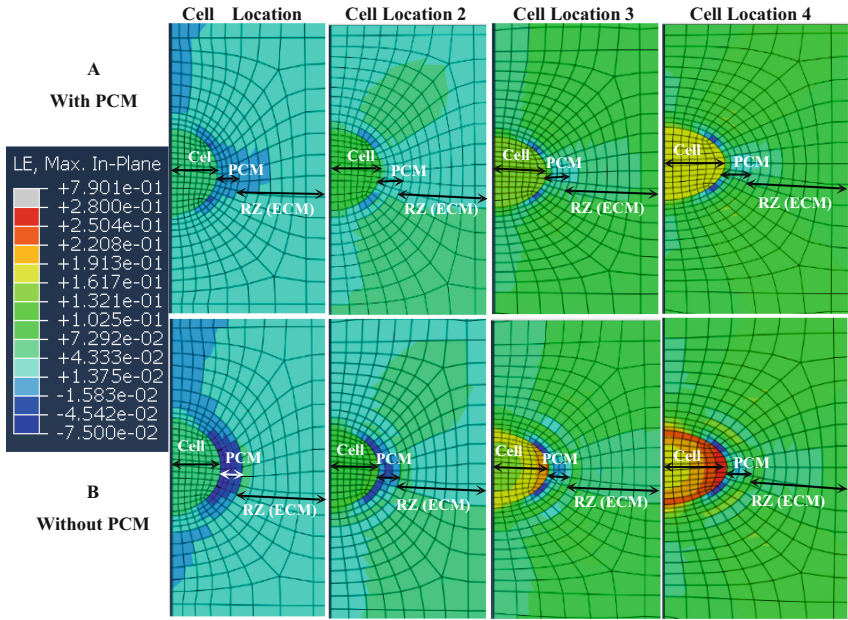 Cell Location
Cell Location 2
Cell Location 3
Cell Location 4
A
With PCM
LE, Max. In-Plane
+7.901e-01
+2.800e-01
+2.504e-01
+2.208e-01
+1.913e-01
+1.617e-01
+1.321e-01
+1.025e-01
+7.292e-02
+4.333e-02
+1.375e-02
-1.583e-02
-4.542e-02
-7.500e-02
Cel
PCM
RZ (ECM)
Cell
PCM
RZ (ECM)
Cell
PCM
RZ (ECM)
Cell
PCM
RZ (ECM)
B
Without PCM
Cell
PCM
RZ (ECM)
Cell
PCM
RZ (ECM)
Cell
PCM
RZ (ECM)
Cell
PCM
RZ (ECM)